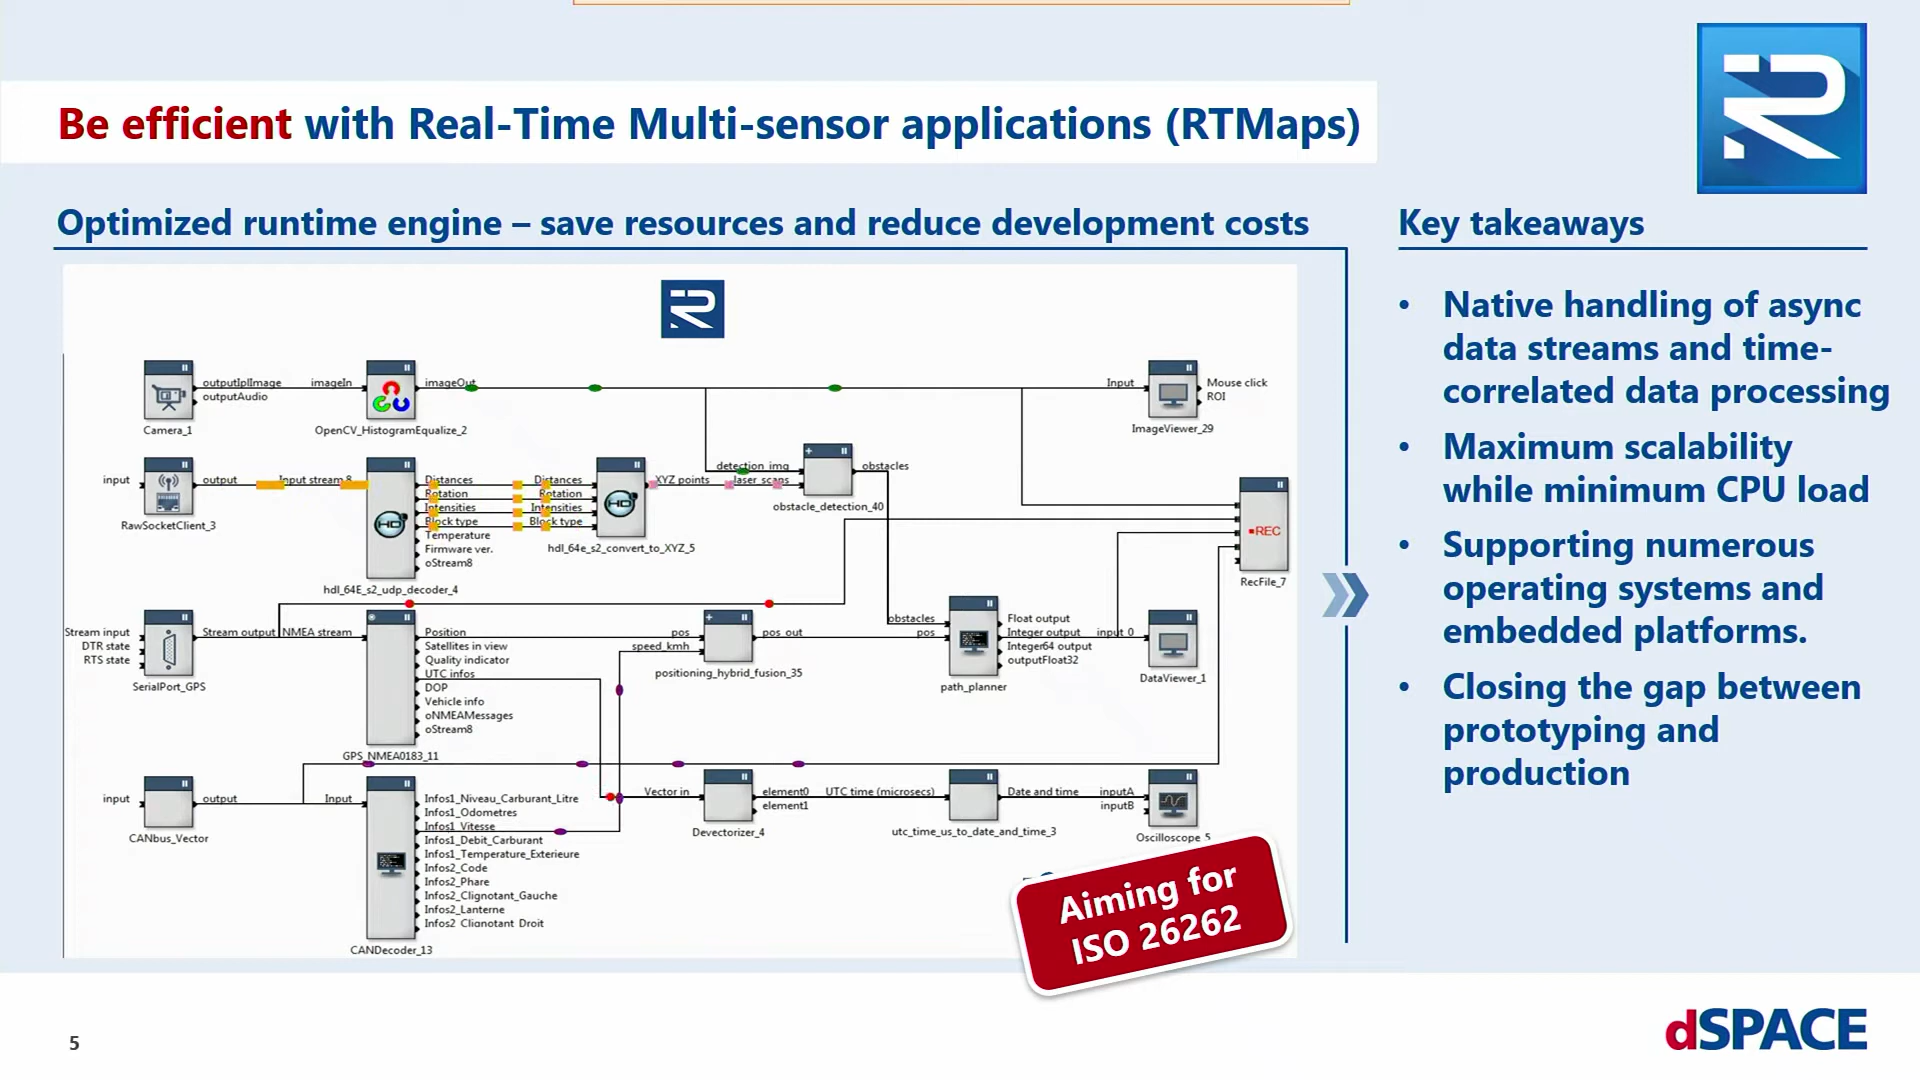 Be efficient with Real-Time Multi-sensor applications (RTMaps)
Optimized runtime engine – save resources and reduce development costs
outputIplImage
outputAudio
imageIn
imageOut
Input
Mouse click
ROI
Camera_1
OpenCV_HistogramEqualize_2
ImageViewer_29
input
output
Input stream 8
Distances
Rotation
Intensities
Block type
Temperature
Firmware ver.
oStream8
Distances
Rotation
Intensities
Block type
XYZ points
detection_img
laser_scans
obstacles
obstacle_detection_40
RawSocketClient_3
hdl_64e_s2_convert_to_XYZ_5
hdl_64E_s2_udp_decoder_4
REC
RecFile_7
Stream input
DTR state
RTS state
Stream output
NMEA stream
Position
Satellites in view
Quality indicator
UTC infos
DOP
Vehicle info
oNMEAMessages
oStream8
pos
speed_kmh
pos_out
obstacles
pos
Float output
Integer output
Integer64 output
outputFloat32
input_0
SerialPort_GPS
positioning_hybrid_fusion_35
path_planner
DataViewer_1
GPS_NMEA0183_11
input
output
Input
Infos1_Niveau_Carburant_Litre
Infos1_Odometres
Infos1_Vitesse
Infos1_Debit_Carburant
Infos1_Temperature_Exterieure
Infos2_Code
Infos2_Phare
Infos2_Clignotant_Gauche
Infos2_Lanterne
Infos2_Clignotant_Droit
Vector in
element0
element1
UTC time (microsecs)
Date and time
inputA
inputB
CANbus_Vector
Devectorizer_4
utc_time_us_to_date_and_time_3
Oscilloscope_5
CANDecoder_13
Aiming for
ISO 26262
Key takeaways
• Native handling of async
data streams and time-
correlated data processing
• Maximum scalability
while minimum CPU load
• Supporting numerous
operating systems and
embedded platforms.
• Closing the gap between
prototyping and
production
5
dSPACE